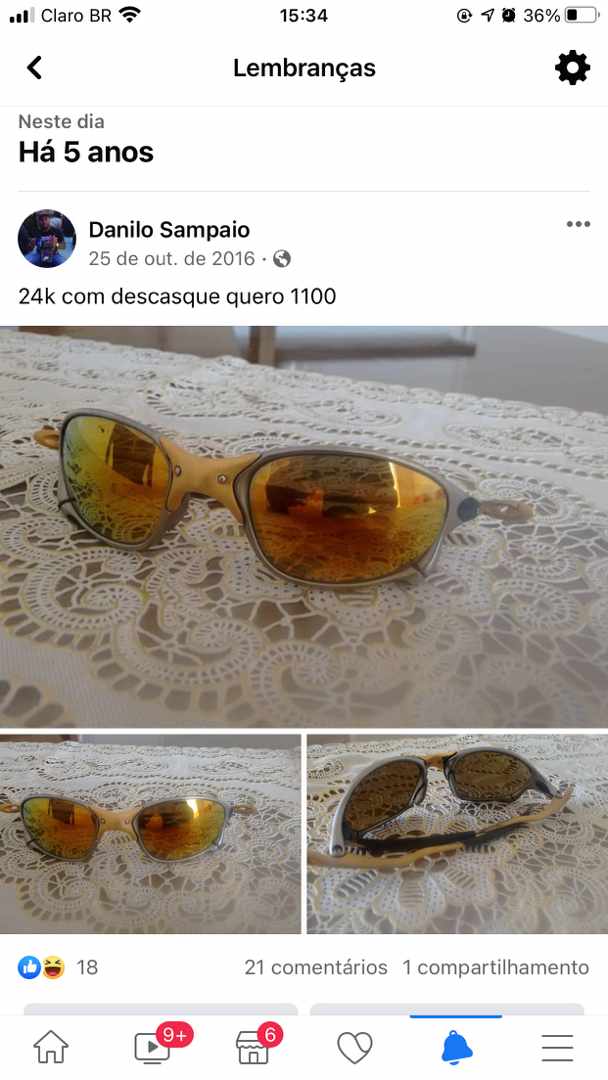 Claro BR
15:34
36%
Lembranças
Neste dia
Há 5 anos
Danilo Sampaio
25 de out. de 2016 ·
24k com descasque quero 1100
18
21 comentários 1 compartilhamento
9+
6